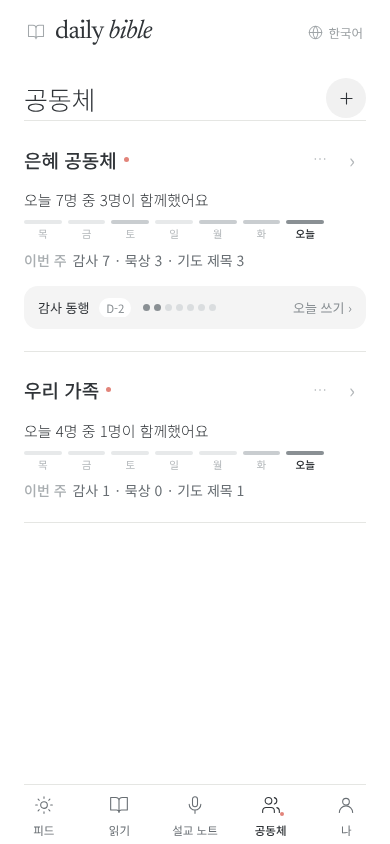 daily bible
한국어
공동체
+
은혜 공동체
... ›
오늘 7명 중 3명이 함께했어요
목 금 토 일 월 화 오늘
이번 주 감사 7 · 묵상 3 · 기도 제목 3
감사 동행 D-2 오늘 쓰기 ›
우리 가족
... ›
오늘 4명 중 1명이 함께했어요
목 금 토 일 월 화 오늘
이번 주 감사 1 · 묵상 0 · 기도 제목 1
피드 읽기 설교 노트 공동체 나